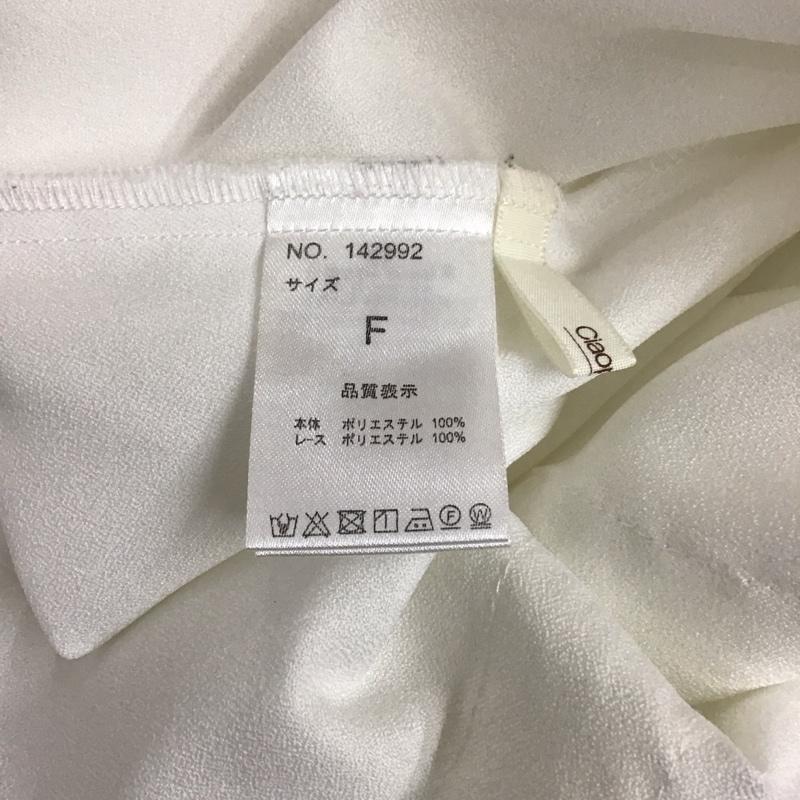 NO. 142992
サイズ
F
品質表示
本体 ポリエステル 100%
レース ポリエステル 100%
F
W